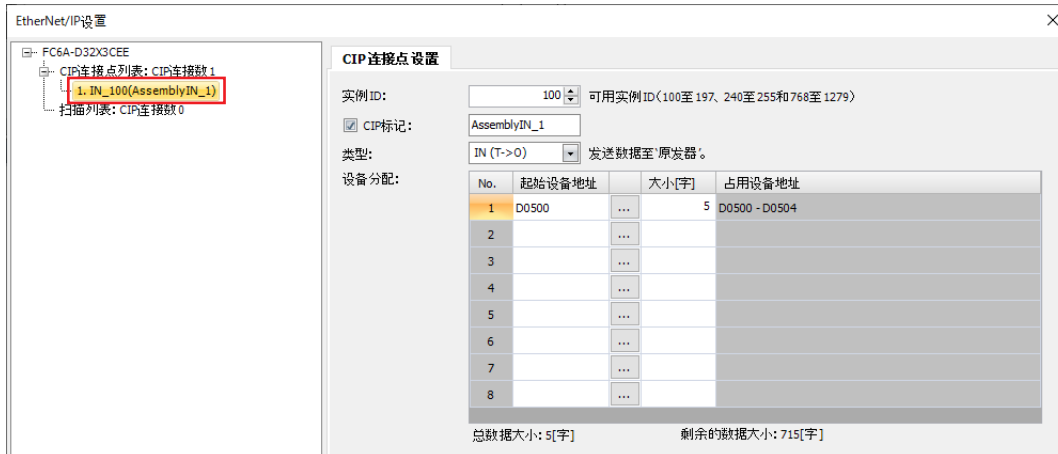 EtherNet/IP设置
FC6A-D32X3CEE
CIP连接点列表: CIP连接数1
1. IN_100(AssemblyIN_1)
扫描列表: CIP连接数0
CIP连接点设置
实例ID: 100 可用实例ID(100至197、240至255和768至1279)
CIP标记: AssemblyIN_1
类型: IN (T->O) 发送数据至'原发器'。
设备分配:
No. 起始设备地址 大小[字] 占用设备地址
1 D0500 ... 5 D0500 - D0504
2 ...
3 ...
4 ...
5 ...
6 ...
7 ...
8 ...
总数据大小: 5[字] 剩余的数据大小: 715[字]